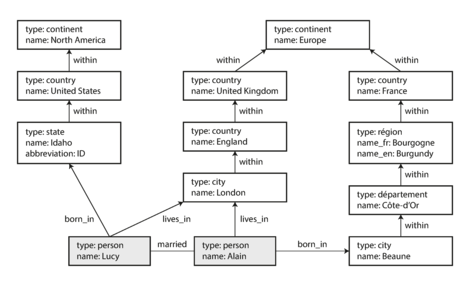 type: continent
name: North America
type: continent
name: Europe
within
within
within
type: country
name: United States
type: country
name: United Kingdom
type: country
name: France
within
within
within
type: state
name: Idaho
abbreviation: ID
type: country
name: England
type: région
name_fr: Bourgogne
name_en: Burgundy
within
within
type: city
name: London
type: département
name: Côte-d'Or
born_in
lives_in
lives_in
within
type: person
name: Lucy
married
type: person
name: Alain
born_in
type: city
name: Beaune